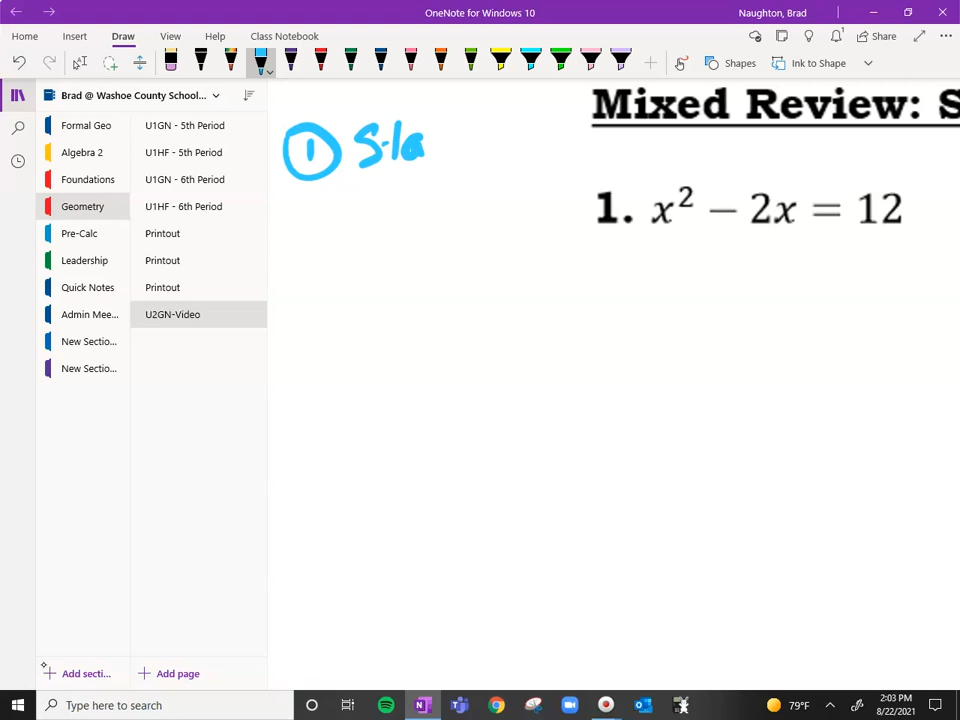 OneNote for Windows 10
Naughton, Brad
Home Insert Draw View Help Class Notebook
Share
Shapes Ink to Shape
Brad @ Washoe County School...
Formal Geo
Algebra 2
Foundations
Geometry
Pre-Calc
Leadership
Quick Notes
Admin Mee...
New Sectio...
New Sectio...
U1GN - 5th Period
U1HF - 5th Period
U1GN - 6th Period
U1HF - 6th Period
Printout
Printout
Printout
U2GN-Video
Mixed Review: S
①
1. x² − 2x = 12
Add secti...
Add page
Type here to search
79°F
2:03 PM
8/22/2021